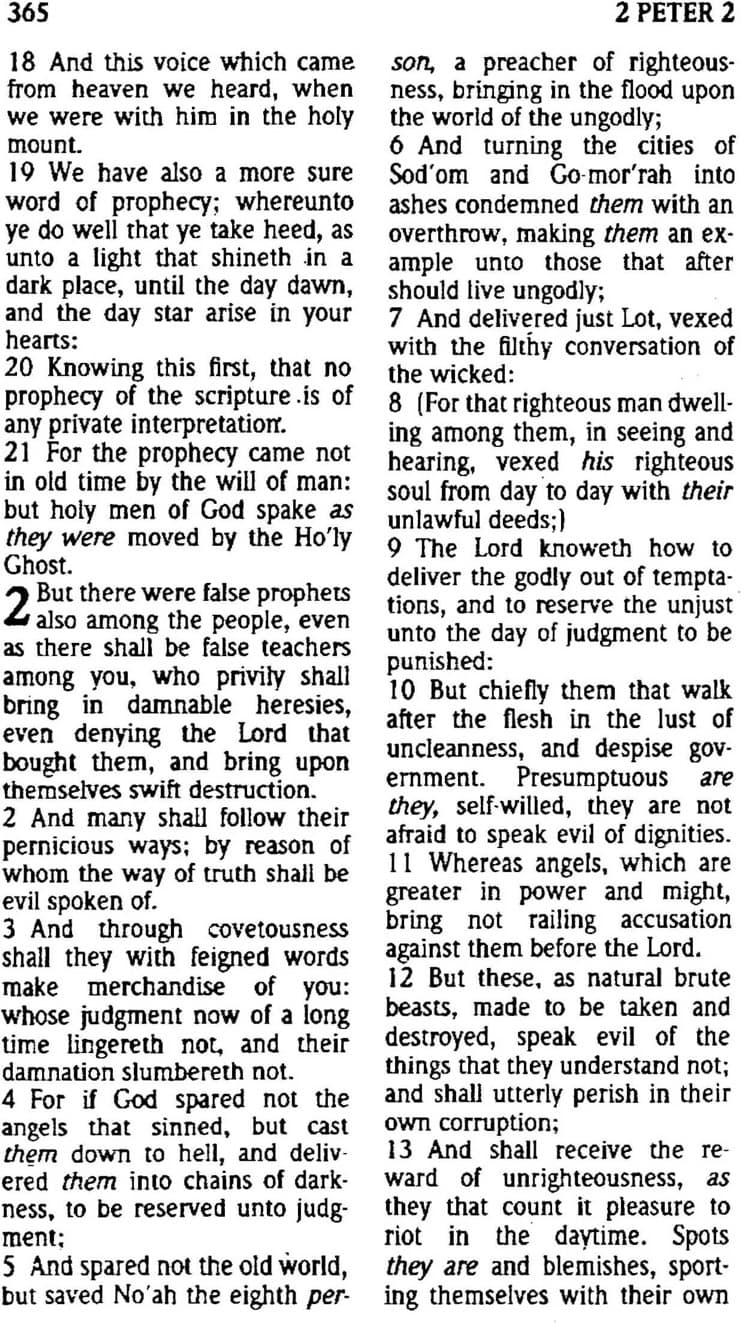 365
2 PETER 2
18 And this voice which came
from heaven we heard, when
we were with him in the holy
mount.
19 We have also a more sure
word of prophecy; whereunto
ye do well that ye take heed, as
unto a light that shineth in a
dark place, until the day dawn,
and the day star arise in your
hearts:
20 Knowing this first, that no
prophecy of the scripture is of
any private interpretation.
21 For the prophecy came not
in old time by the will of man:
but holy men of God spake as
they were moved by the Ho'ly
Ghost.
2 But there were false prophets
also among the people, even
as there shall be false teachers
among you, who privily shall
bring in damnable heresies,
even denying the Lord that
bought them, and bring upon
themselves swift destruction.
2 And many shall follow their
pernicious ways; by reason of
whom the way of truth shall be
evil spoken of.
3 And through covetousness
shall they with feigned words
make merchandise of you:
whose judgment now of a long
time lingereth not, and their
damnation slumbereth not.
4 For if God spared not the
angels that sinned, but cast
them down to hell, and deliv-
ered them into chains of dark-
ness, to be reserved unto judg-
ment;
5 And spared not the old world,
but saved No'ah the eighth per-
son, a preacher of righteous-
ness, bringing in the flood upon
the world of the ungodly;
6 And turning the cities of
Sod'om and Go-mor'rah into
ashes condemned them with an
overthrow, making them an ex-
ample unto those that after
should live ungodly;
7 And delivered just Lot, vexed
with the filthy conversation of
the wicked:
8 (For that righteous man dwell-
ing among them, in seeing and
hearing, vexed his righteous
soul from day to day with their
unlawful deeds;)
9 The Lord knoweth how to
deliver the godly out of tempta-
tions, and to reserve the unjust
unto the day of judgment to be
punished:
10 But chiefly them that walk
after the flesh in the lust of
uncleanness, and despise gov-
ernment. Presumptuous are
they, self-willed, they are not
afraid to speak evil of dignities.
11 Whereas angels, which are
greater in power and might,
bring not railing accusation
against them before the Lord.
12 But these, as natural brute
beasts, made to be taken and
destroyed, speak evil of the
things that they understand not;
and shall utterly perish in their
own corruption;
13 And shall receive the re-
ward of unrighteousness, as
they that count it pleasure to
riot in the daytime. Spots
they are and blemishes, sport-
ing themselves with their own